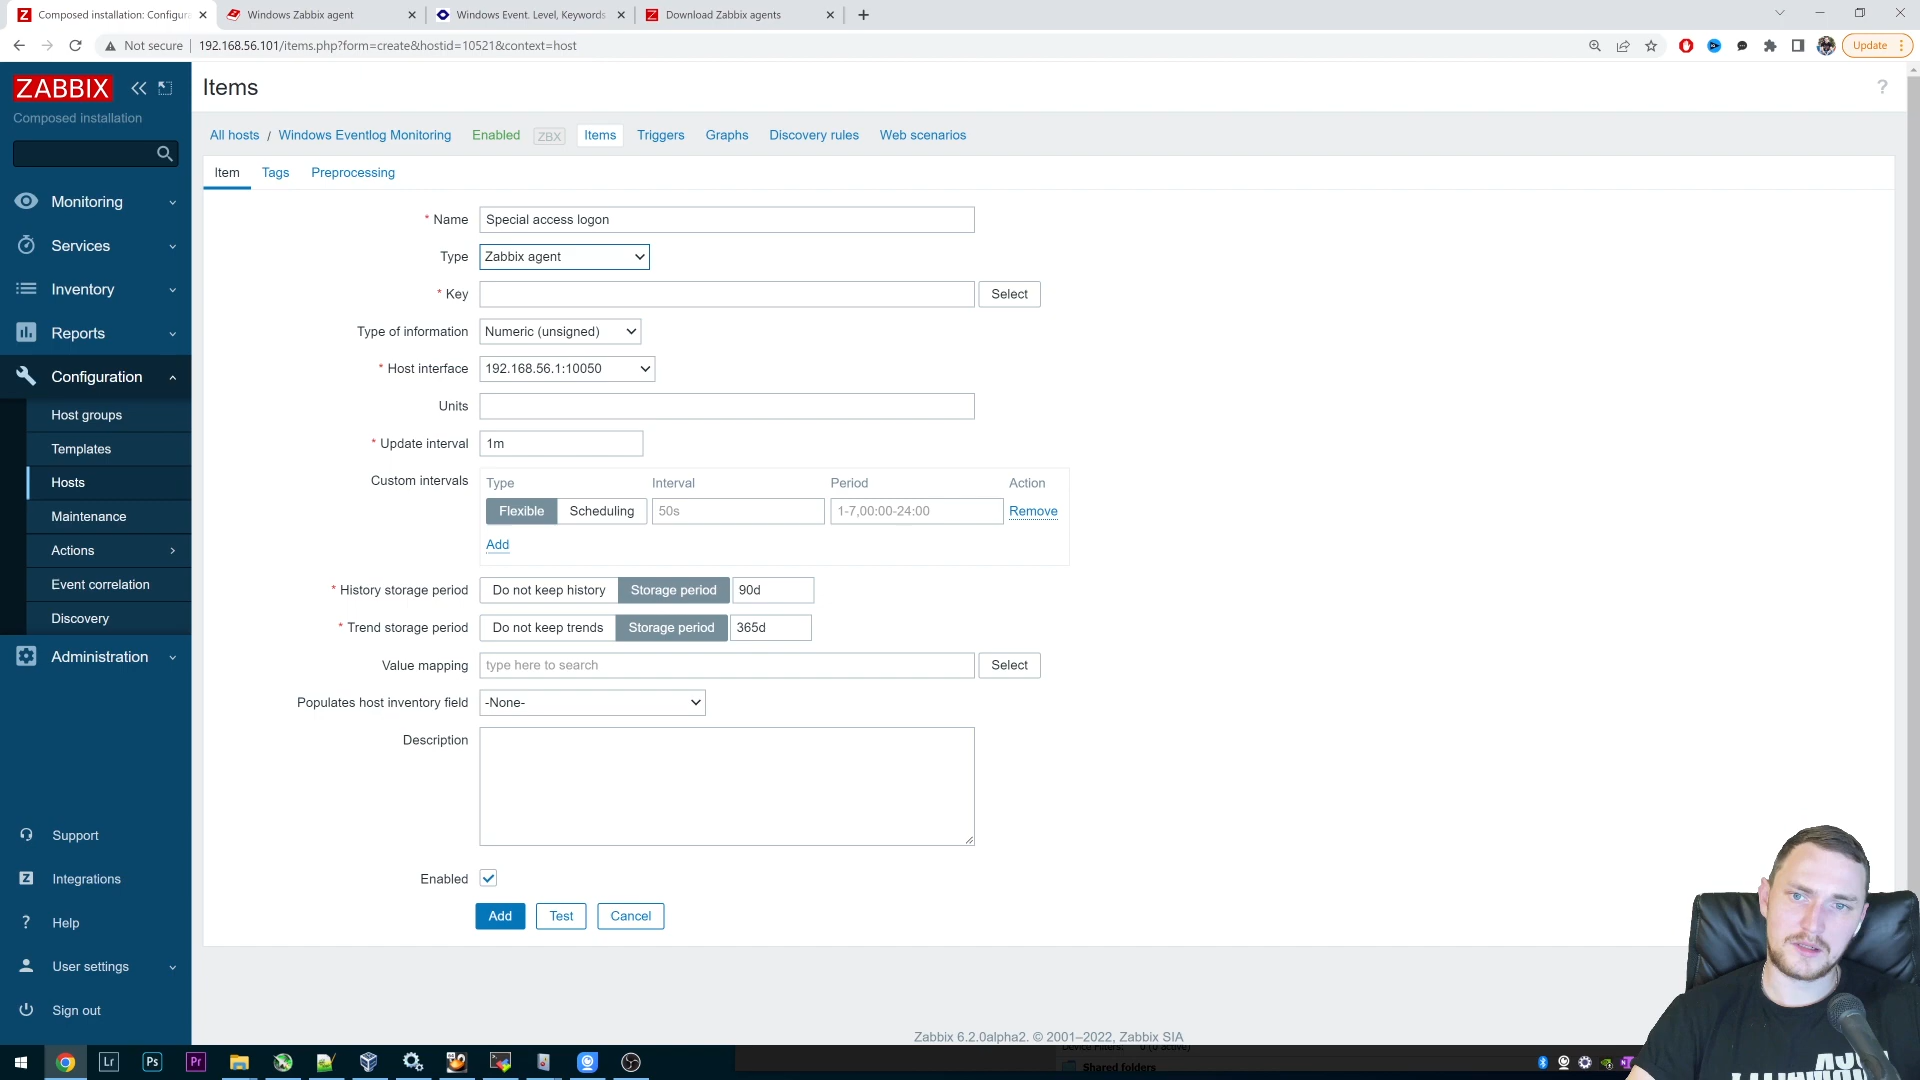 Composed installation: Configura
Windows Zabbix agent
Windows Event. Level, Keywords
Download Zabbix agents
Not secure
192.168.56.101/items.php?form=create&hostid=10521&context=host
Update
ZABBIX
Composed installation
Monitoring
Services
Inventory
Reports
Configuration
Host groups
Templates
Hosts
Maintenance
Actions
Event correlation
Discovery
Administration
Support
Integrations
Help
User settings
Sign out
Items
?
All hosts / Windows Eventlog Monitoring Enabled ZBX Items Triggers Graphs Discovery rules Web scenarios
Item Tags Preprocessing
* Name Special access logon
Type Zabbix agent
* Key Select
Type of information Numeric (unsigned)
* Host interface 192.168.56.1:10050
Units
* Update interval 1m
Custom intervals Type Interval Period Action
Flexible Scheduling 50s 1-7,00:00-24:00 Remove
Add
* History storage period Do not keep history Storage period 90d
* Trend storage period Do not keep trends Storage period 365d
Value mapping type here to search Select
Populates host inventory field -None-
Description
Enabled
Add Test Cancel
Zabbix 6.2.0alpha2. © 2001–2022, Zabbix SIA
Shared folders
Lr Ps Pr